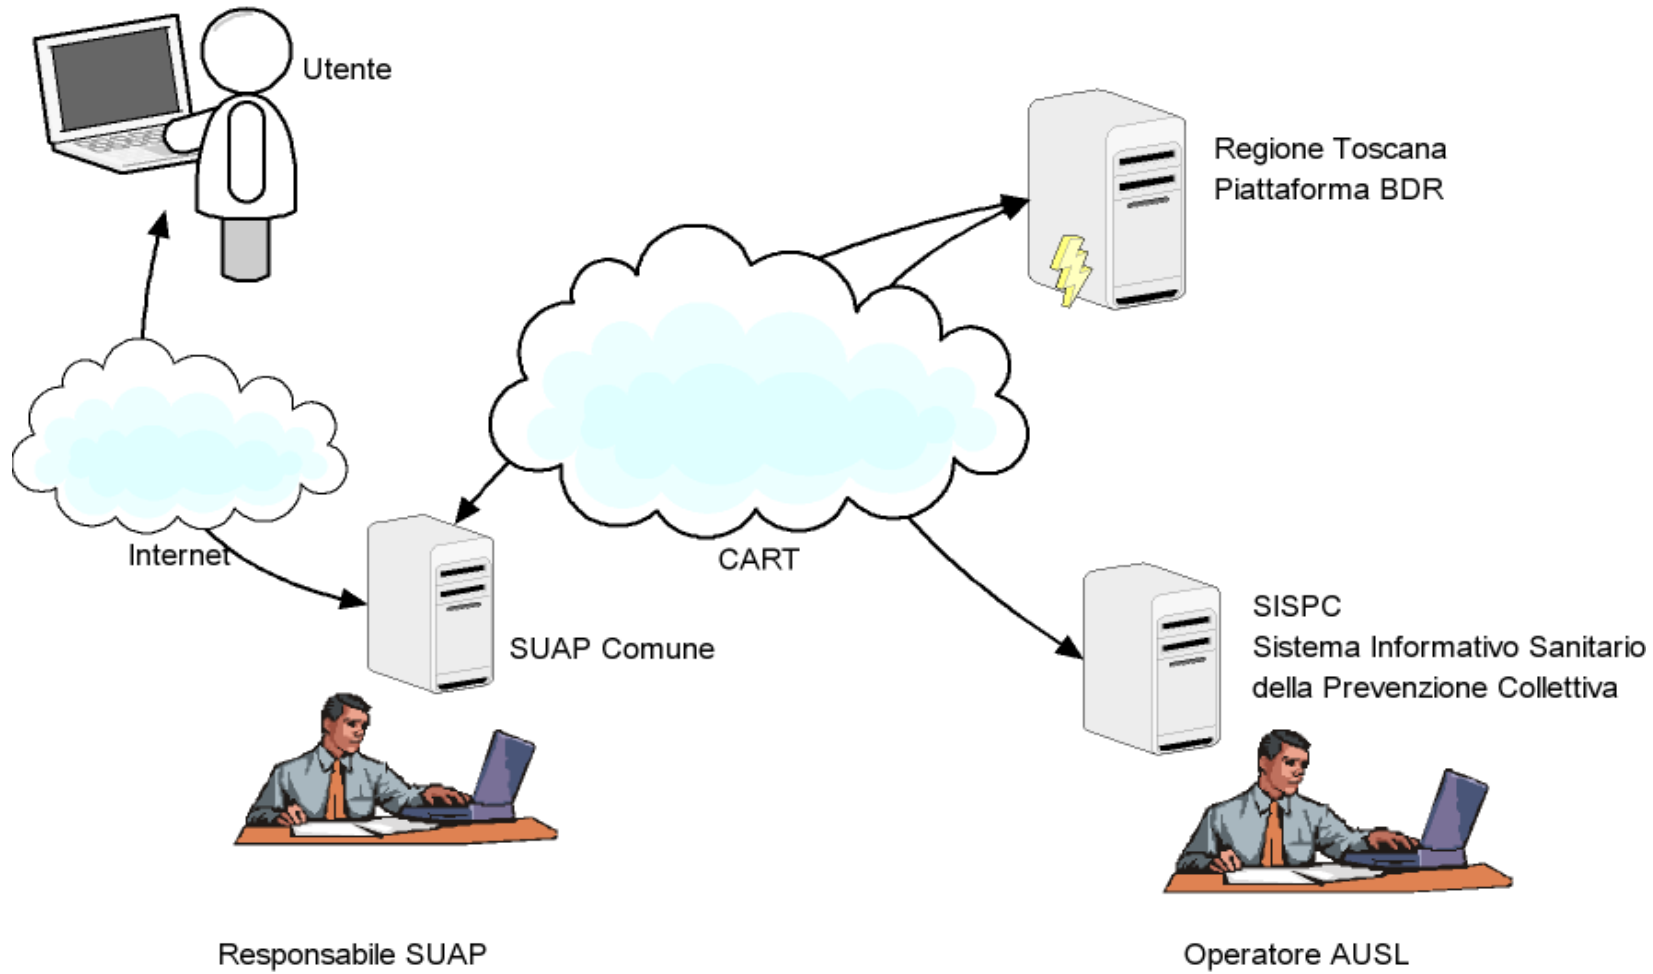 Utente
Regione Toscana
Piattaforma BDR
Internet
CART
SUAP Comune
SISPC
Sistema Informativo Sanitario
della Prevenzione Collettiva
Responsabile SUAP
Operatore AUSL